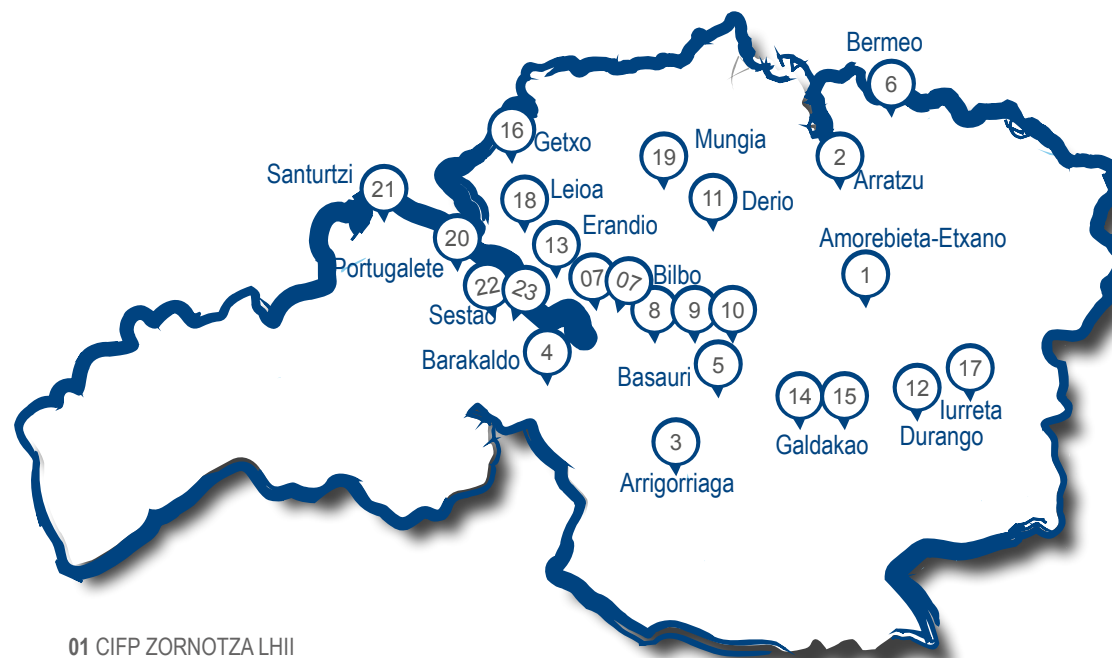 Bermeo
6
16
Getxo
Mungia
19
2
Arratzu
Santurtzi
21
18
Leioa
11
Derio
20
Portugalete
13
Erandio
Amorebieta-Etxano
1
22
23
Sestao
07
07
Bilbo
8
9
10
4
Barakaldo
5
Basauri
14
15
Galdakao
12
Durango
17
Iurreta
3
Arrigorriaga
01 CIFP ZORNOTZA LHII